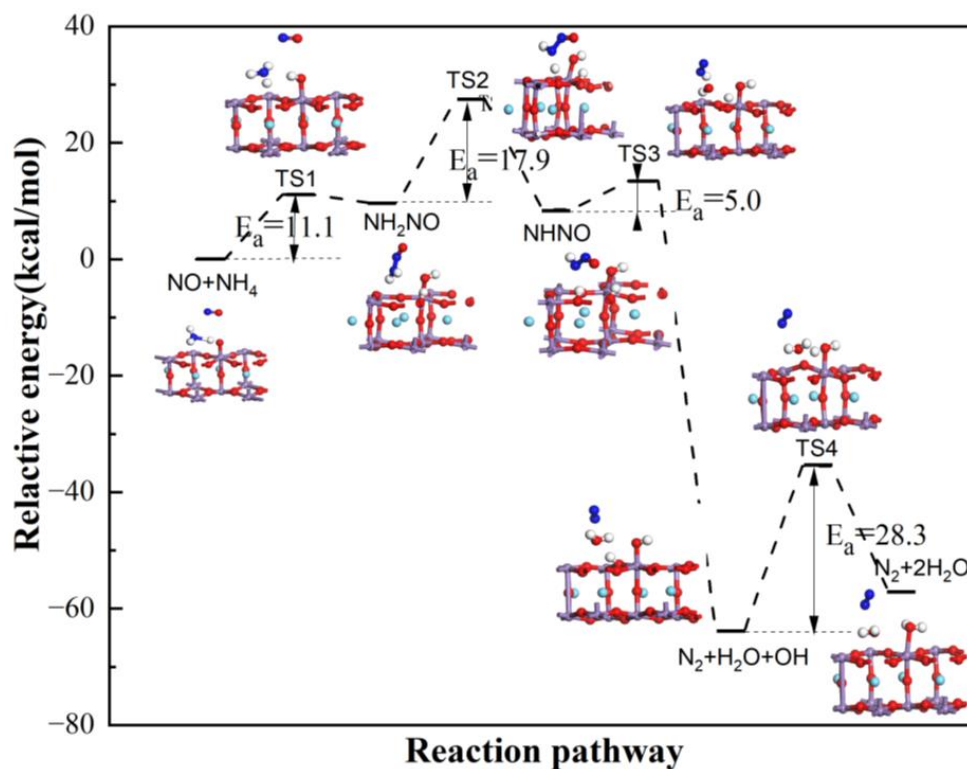 Relactive energy(kcal/mol)
40
20
0
−20
−40
−60
−80
TS1
Eₐ=11.1
NO+NH₄
NH₂NO
TS2
Eₐ=17.9
NHNO
TS3
Eₐ=5.0
N₂+H₂O+OH
TS4
Eₐ=28.3
N₂+2H₂O
Reaction pathway